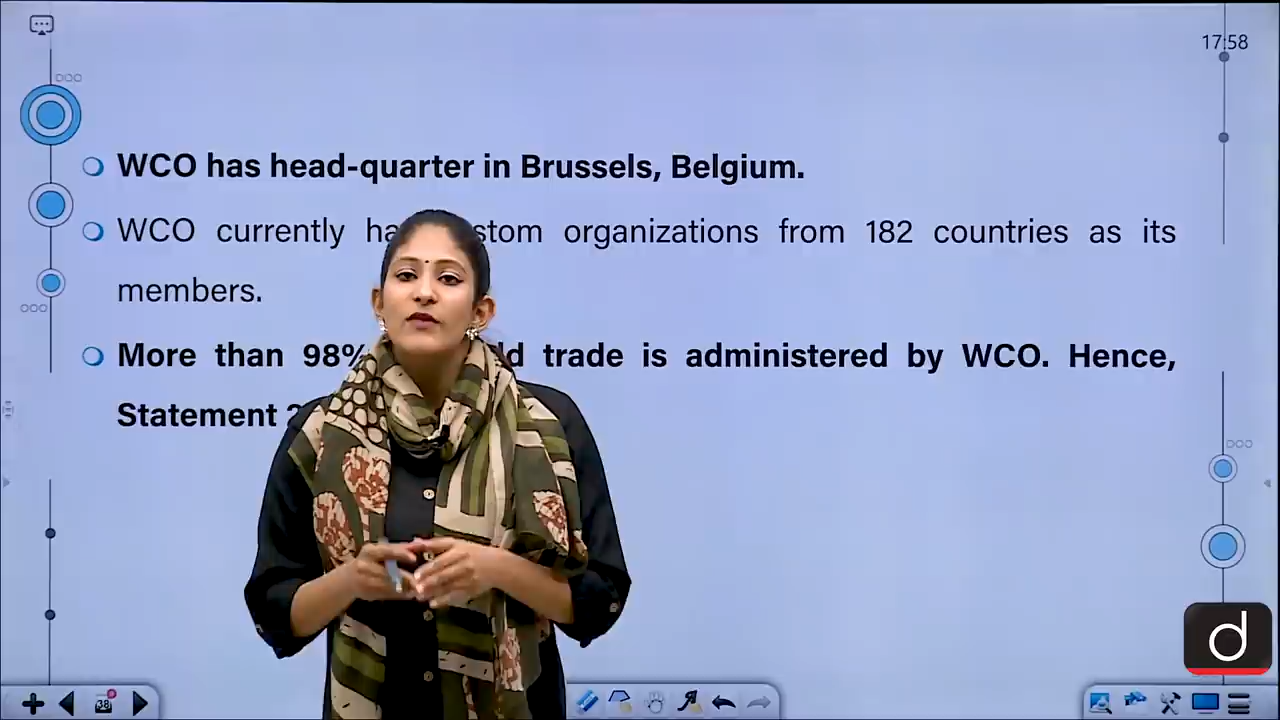 17:58
WCO has head-quarter in Brussels, Belgium.
WCO currently ha stom organizations from 182 countries as its
members.
More than 98% ld trade is administered by WCO. Hence,
Statement
38
d